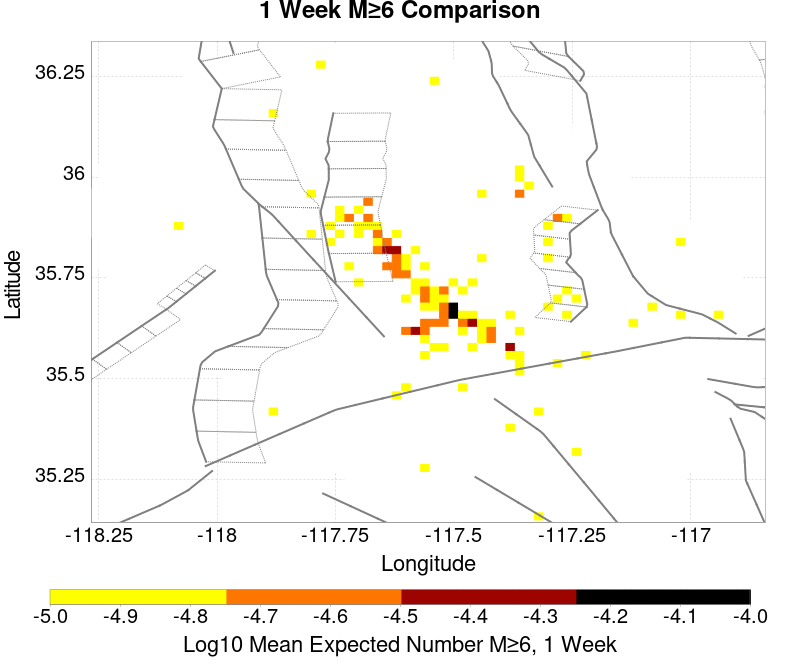 1 Week M≥6 Comparison
36.25
36
35.75
35.5
35.25
Latitude
-118.25 -118 -117.75 -117.5 -117.25 -117
Longitude
-5.0 -4.9 -4.8 -4.7 -4.6 -4.5 -4.4 -4.3 -4.2 -4.1 -4.0
Log10 Mean Expected Number M≥6, 1 Week